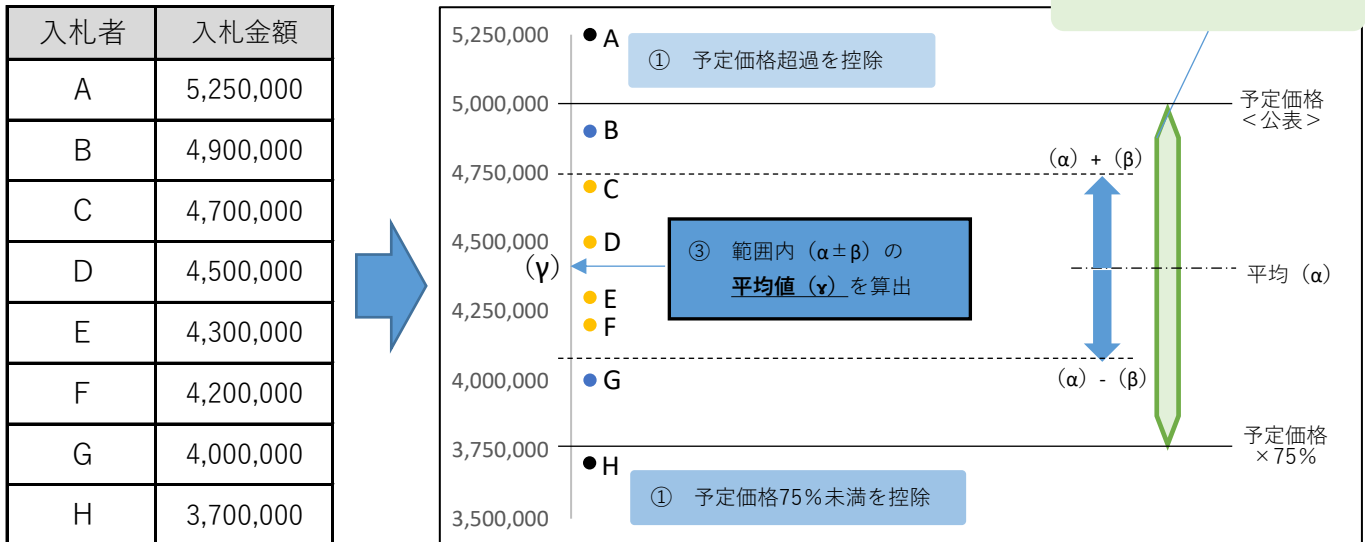 入札者 入札金額
A 5,250,000
B 4,900,000
C 4,700,000
D 4,500,000
E 4,300,000
F 4,200,000
G 4,000,000
H 3,700,000
5,250,000
5,000,000
4,750,000
4,500,000
(γ)
4,250,000
4,000,000
3,750,000
3,500,000
A
B
C
D
E
F
G
H
① 予定価格超過を控除
③ 範囲内（α±β）の
平均値（γ）を算出
① 予定価格75％未満を控除
(α) + (β)
(α) - (β)
予定価格
＜公表＞
平均（α）
予定価格
×75％